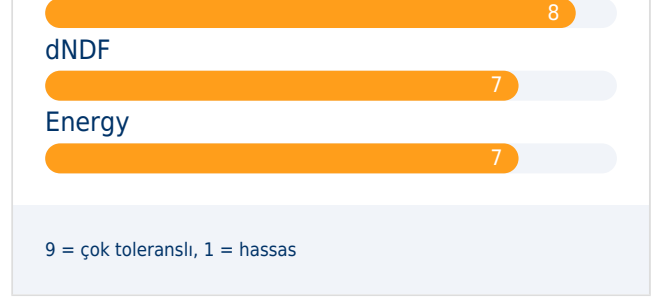 8
dNDF
7
Energy
7
9 = çok toleranslı, 1 = hassas